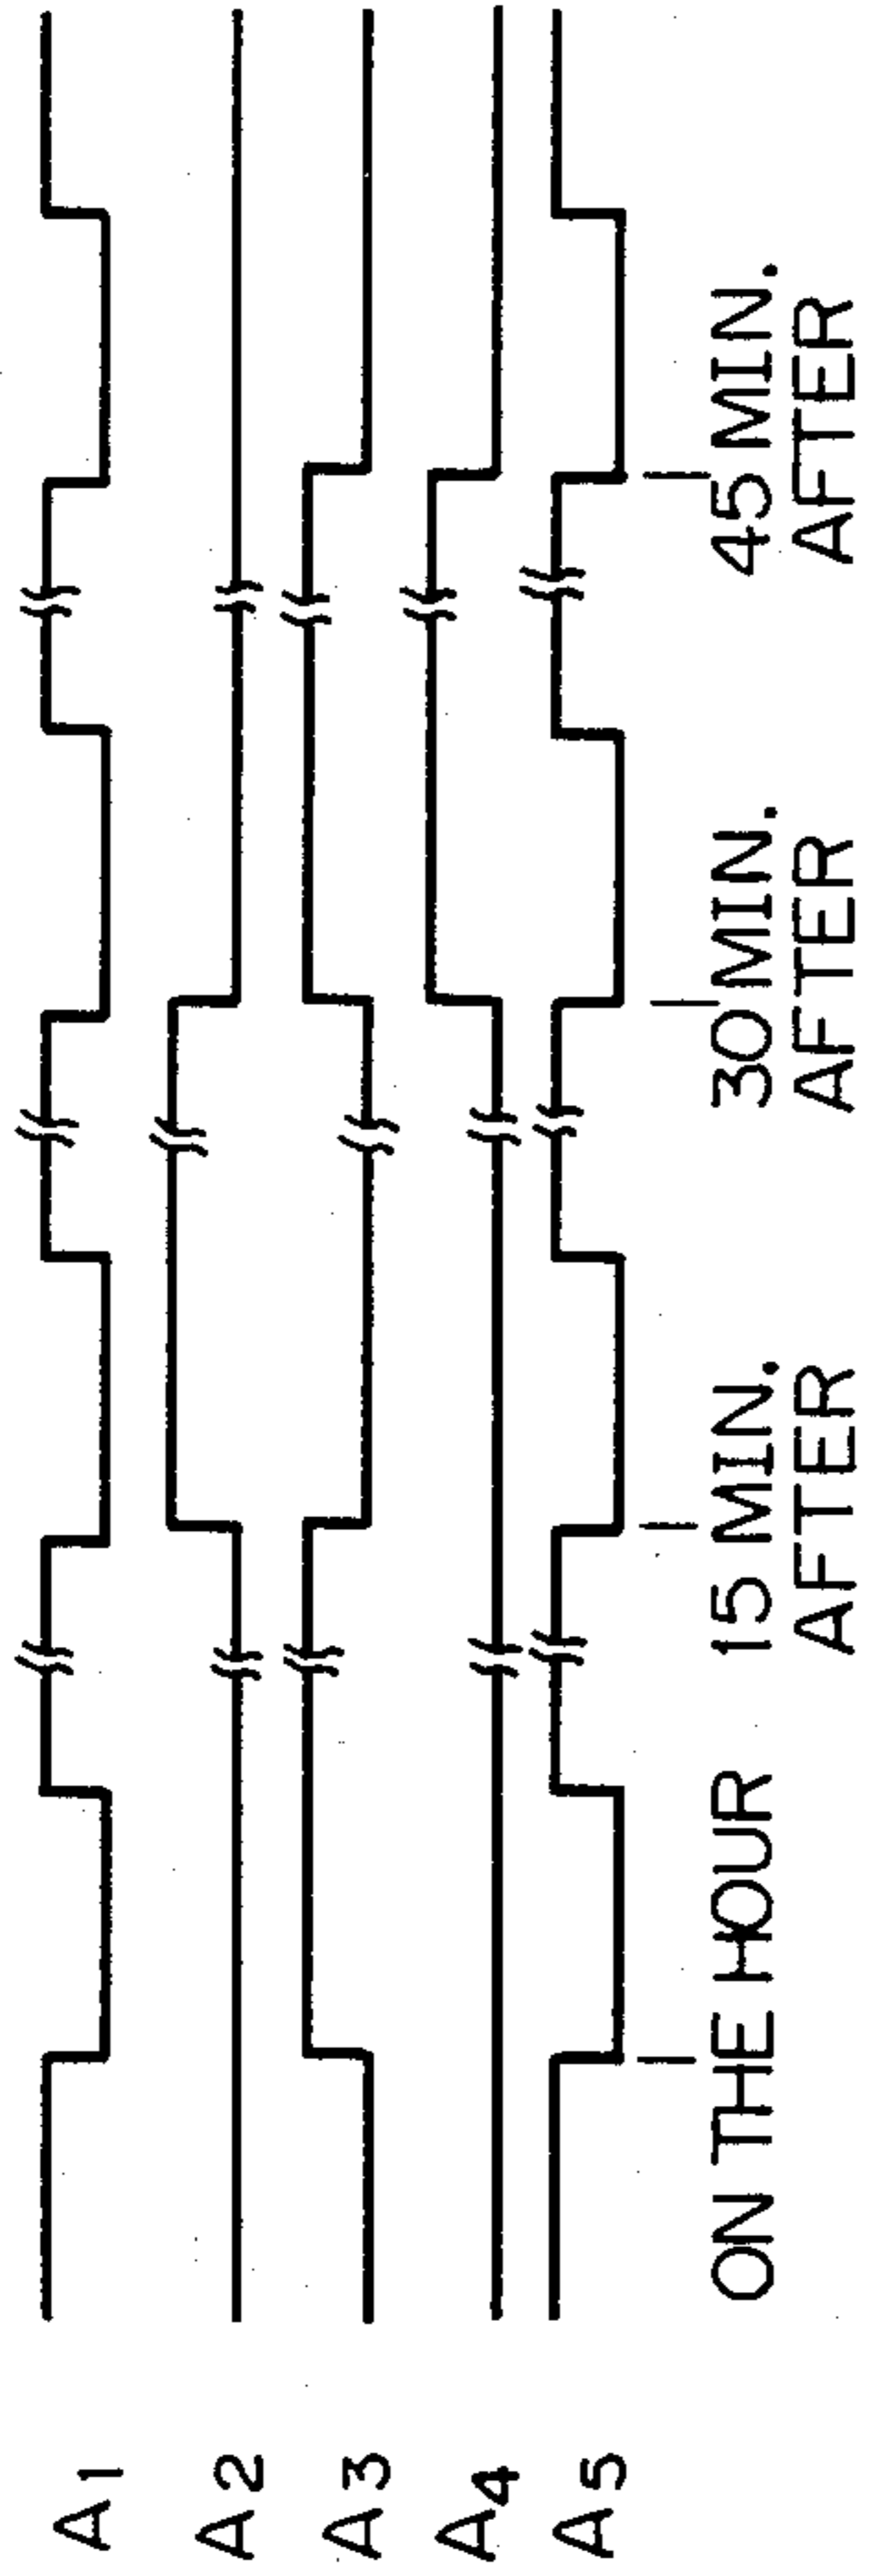 A1
A2
A3
A4
A5
ON THE HOUR
15 MIN.
AFTER
30 MIN.
AFTER
45 MIN.
AFTER